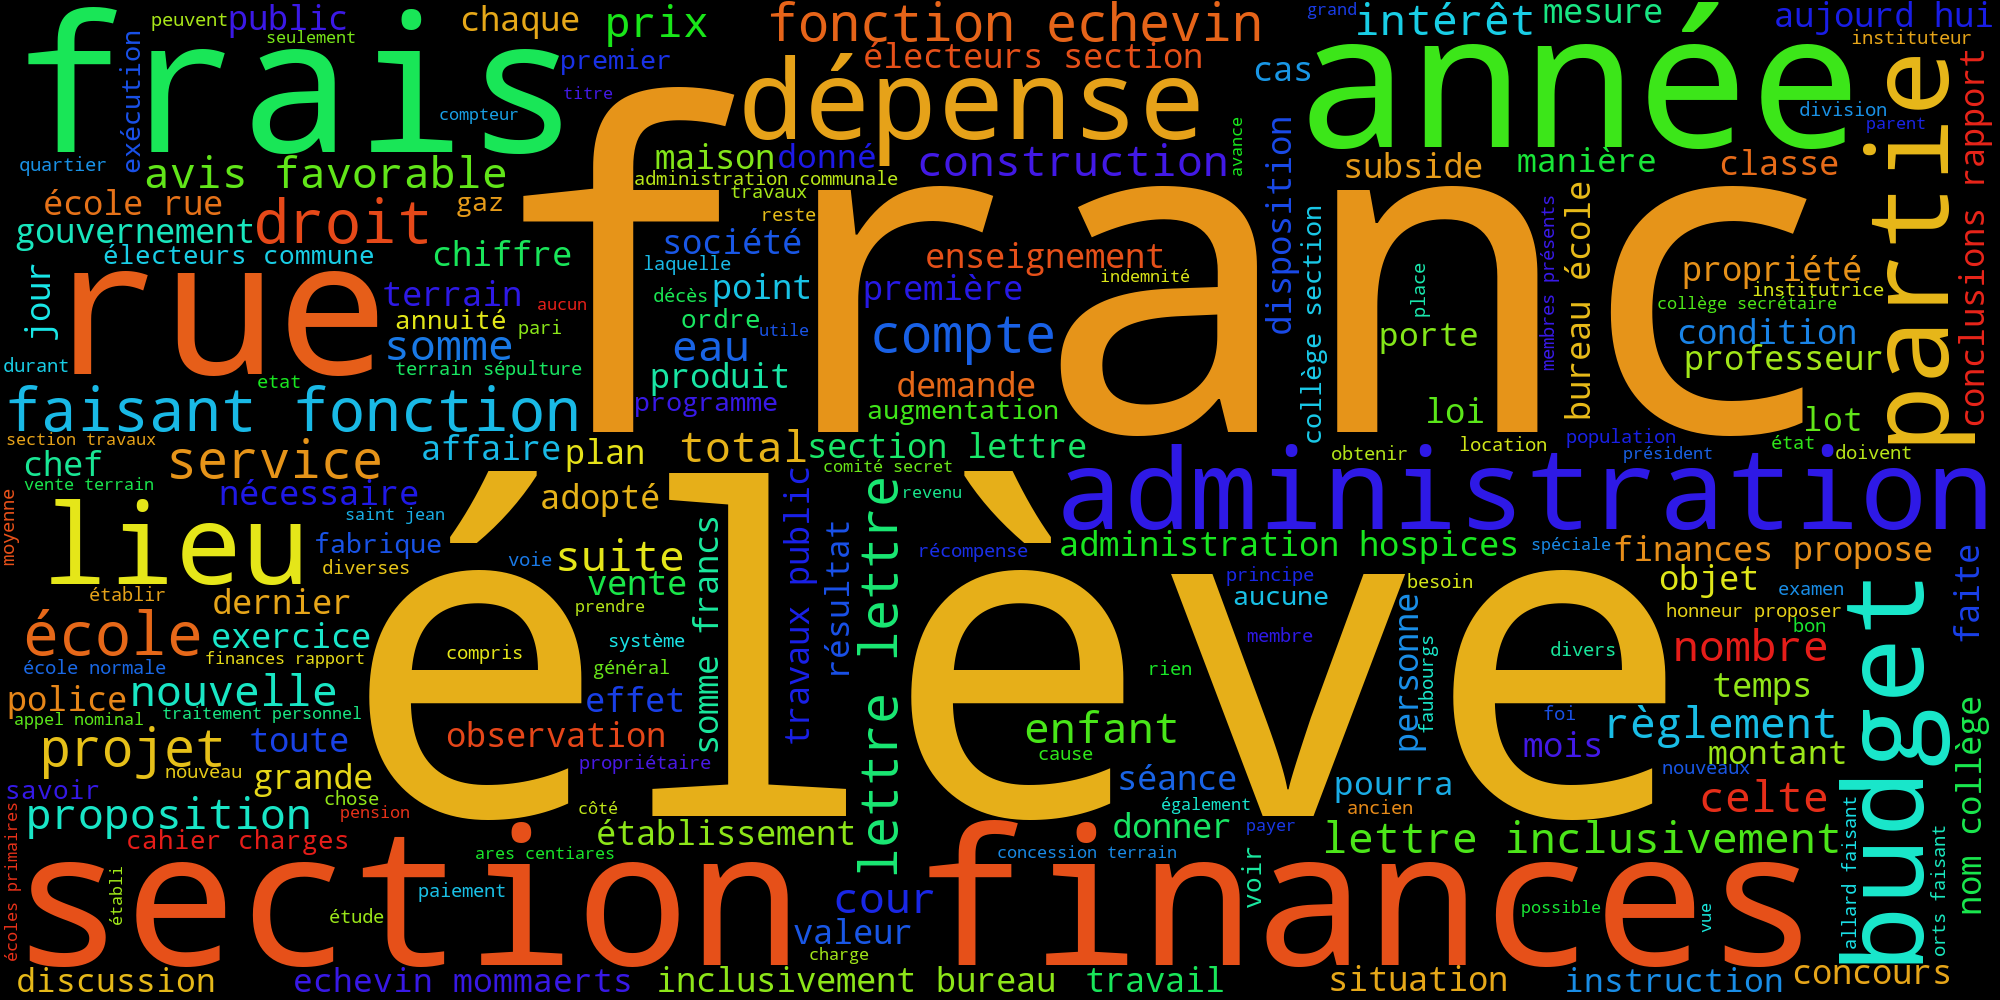 frais
peuvent
public
seulement
chaque
prix
fonction echevin
intérêt
grand
mesure
aujourd hui
instituteur
exécution
premier
titre
compteur
électeurs section
dépense
cas
année
division
parent
partie
conclusions rapport
quartier
avis favorable
maison
donné
construction
avance
administration communale
travaux
subside
manière
classe
école rue
droit
gaz
reste
franc
disposition
collège section
membres présents
bureau école
gouvernement
électeurs commune
chiffre
société
laquelle
enseignement
indemnité
place
propriété
institutrice
collège secrétaire
jour
rue
terrain
aucun
décès
point
première
annuité
pari
ordre
utile
somme
eau
compte
porte
condition
professeur
durant
etat
terrain sépulture
produit
demande
programme
augmentation
loi
lot
faisant fonction
section travaux
affaire
plan
total
section lettre
obtenir
location
population
président
état
doivent
chef
service
comité secret
vente terrain
nécessaire
adopté
revenu
administration
moyenne
lieu
saint jean
fabrique
diverses
voie
suite
somme francs
travaux public
résultat
lettre lettre
récompense
administration hospices
spéciale
finances propose
faite
établir
dernier
vente
prendre
élève
principe
aucune
besoin
objet
examen
honneur proposer
bon
budget
école
exercice
finances rapport
compris
système
général
membre
rien
personne
faubourgs
divers
nombre
école normale
police
nouvelle
appel nominal
traitement personnel
effet
observation
enfant
cause
foi
mois
temps
règlement
montant
nom collège
projet
toute
nouveau
grande
propriétaire
séance
pourra
nouveaux
savoir
chose
pension
côté
également
ancien
celte
proposition
cahier charges
établissement
donner
payer
lettre inclusivement
écoles primaires
ares centiares
concession terrain
voir
allard faisant
orts faisant
section finances
établi
étude
paiement
cour
valeur
charge
possible
vue
discussion
echevin mommaerts
inclusivement bureau
travail
situation
instruction
concours